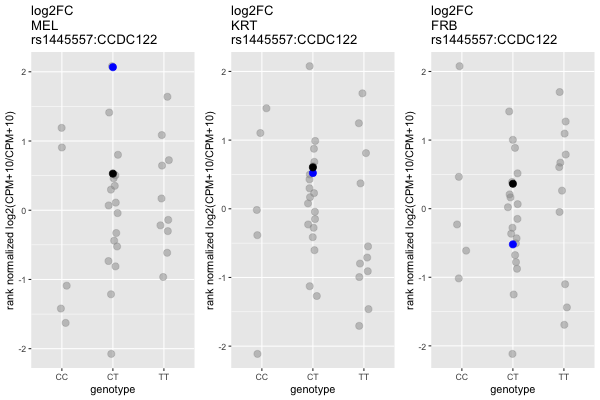 log2FC
MEL
rs1445557:CCDC122
rank normalized log2(CPM+10/CPM+10)
2
1
0
-1
-2
CC
CT
TT
genotype
log2FC
KRT
rs1445557:CCDC122
rank normalized log2(CPM+10/CPM+10)
2
1
0
-1
-2
CC
CT
TT
genotype
log2FC
FRB
rs1445557:CCDC122
rank normalized log2(CPM+10/CPM+10)
2
1
0
-1
-2
CC
CT
TT
genotype